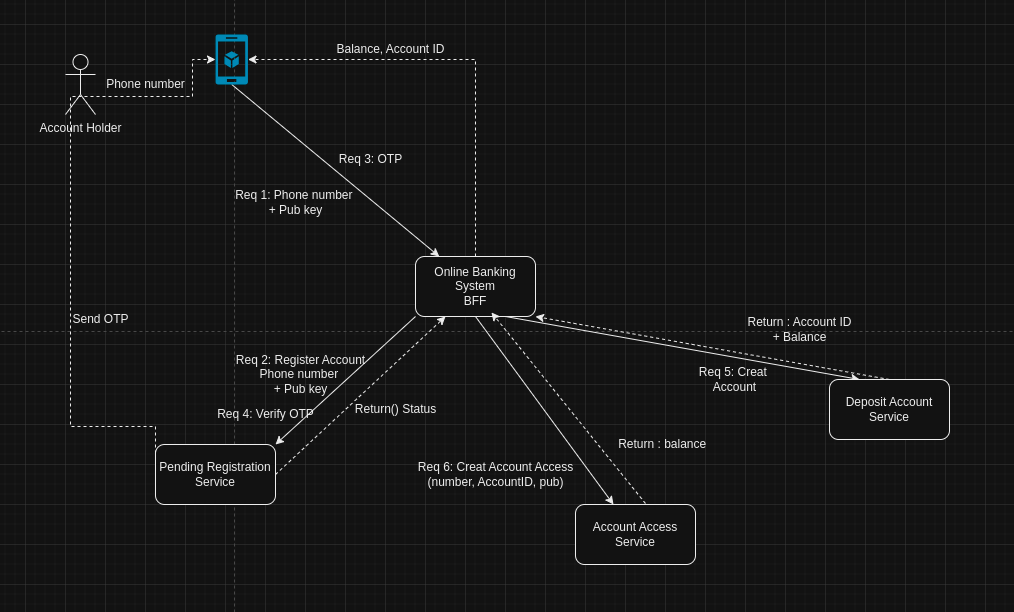 Balance, Account ID
Phone number
Account Holder
Req 3: OTP
Req 1: Phone number
+ Pub key
Online Banking
System
BFF
Send OTP
Return : Account ID
+ Balance
Req 2: Register Account
Phone number
+ Pub key
Req 5: Creat
Account
Req 4: Verify OTP
Return() Status
Deposit Account
Service
Return : balance
Pending Registration
Service
Req 6: Creat Account Access
(number, AccountID, pub)
Account Access
Service